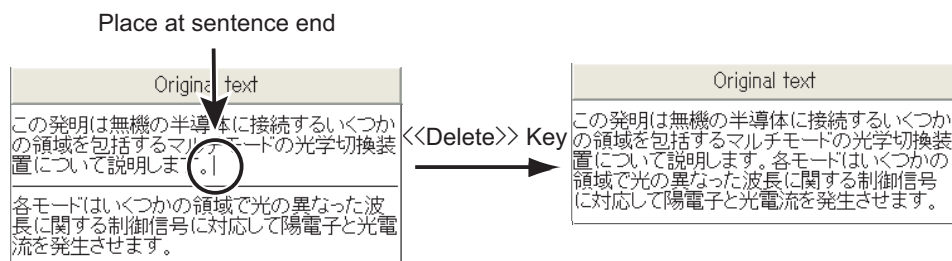 Place at sentence end
Original text
この発明は無機の半導体に接続するいくつか
の領域を包括するマルチモードの光学切換装
置について説明します。
各モードはいくつかの領域で光の異なった波
長に関する制御信号に対応して陽電子と光電
流を発生させます。
<<Delete>> Key
Original text
この発明は無機の半導体に接続するいくつか
の領域を包括するマルチモードの光学切換装
置について説明します。各モードはいくつかの
領域で光の異なった波長に関する制御信号
に対応して陽電子と光電流を発生させます。